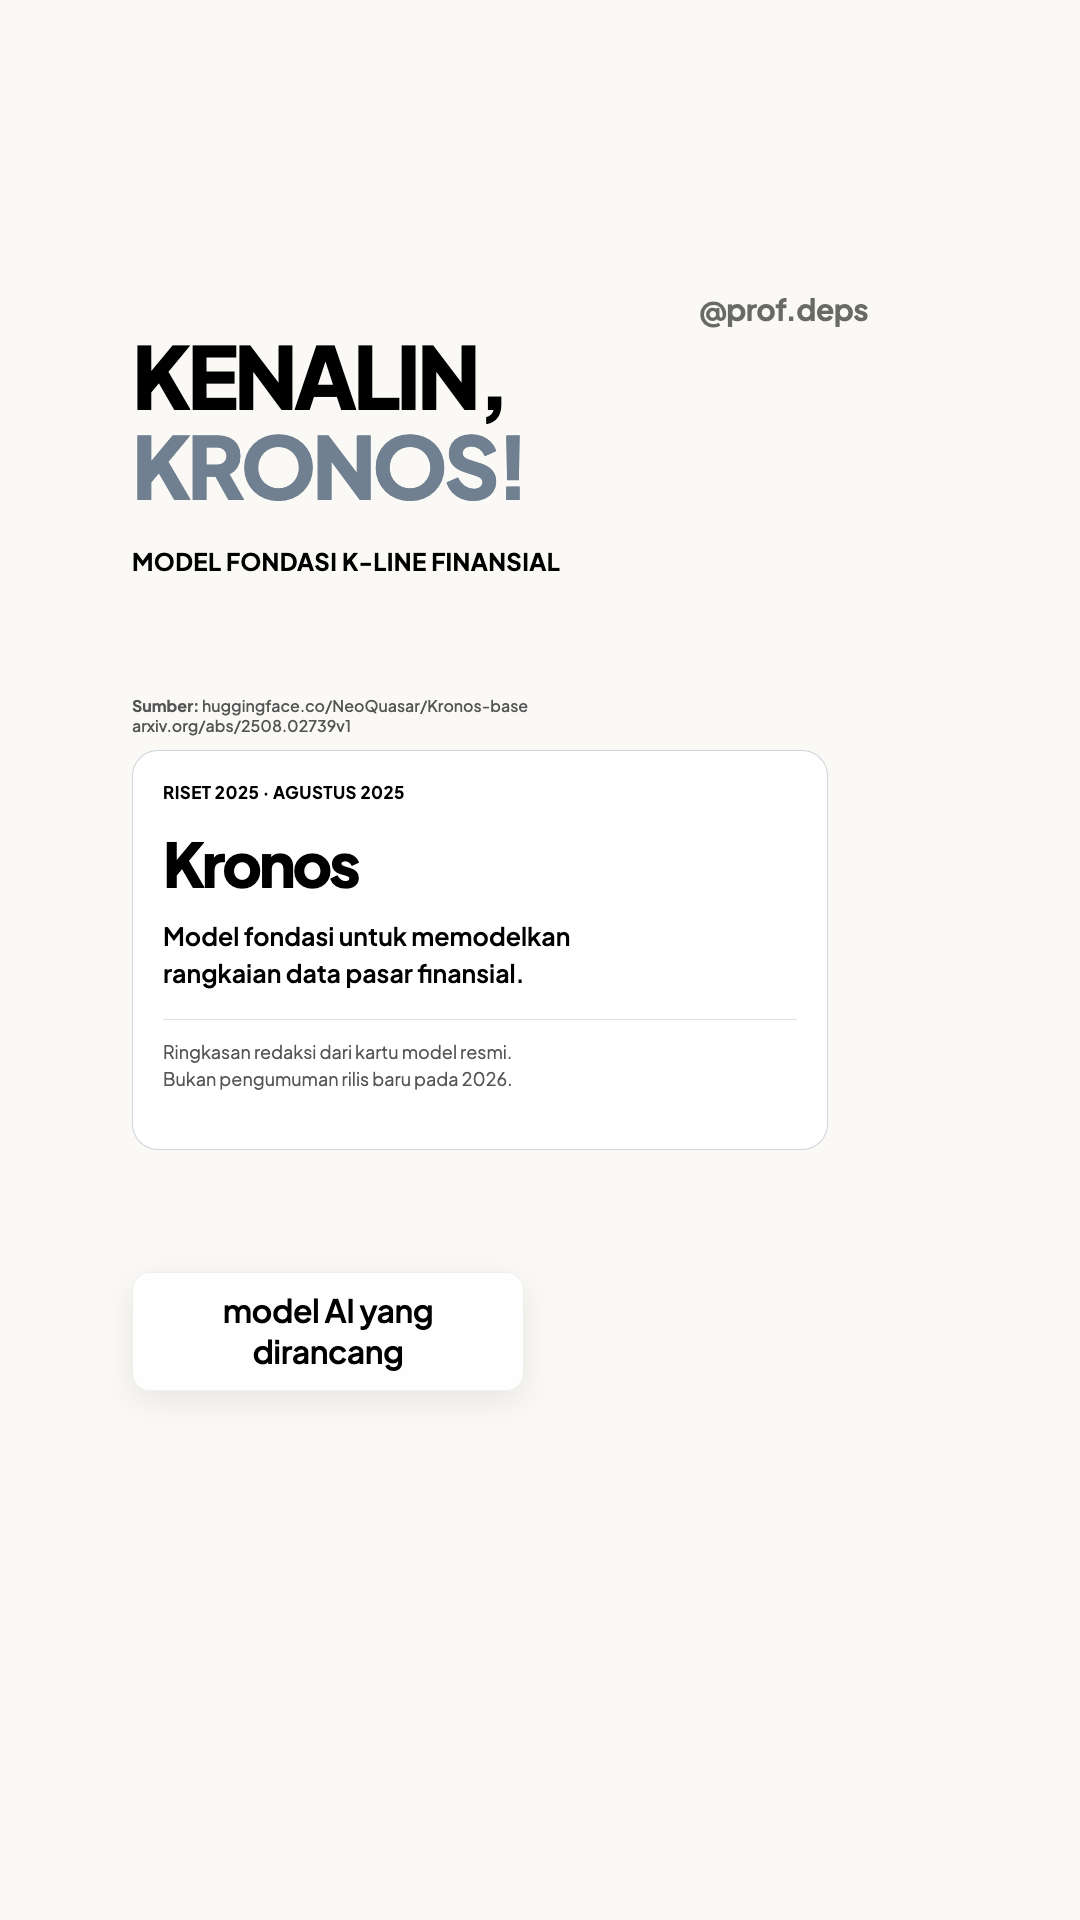 @prof.deps
KENALIN,
KRONOS!
MODEL FONDASI K-LINE FINANSIAL
Sumber: huggingface.co/NeoQuasar/Kronos-base
arxiv.org/abs/2508.02739v1
RISET 2025 · AGUSTUS 2025
Kronos
Model fondasi untuk memodelkan
rangkaian data pasar finansial.
Ringkasan redaksi dari kartu model resmi.
Bukan pengumuman rilis baru pada 2026.
model AI yang
dirancang